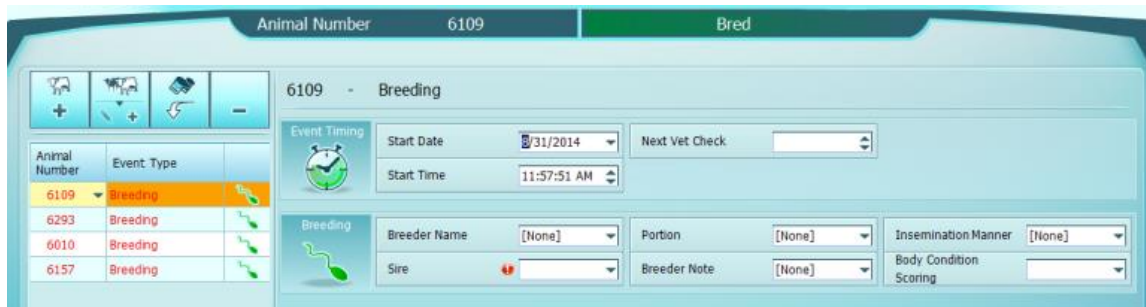 Animal Number 6109 Bred
6109 - Breeding
Event Timing
Start Date 8/31/2014 Next Vet Check
Start Time 11:57:51 AM
Animal Number Event Type
6109 Breeding
6293 Breeding
6010 Breeding
6157 Breeding
Breeding
Breeder Name [None] Portion [None] Insemination Manner [None]
Sire Breeder Note [None] Body Condition Scoring